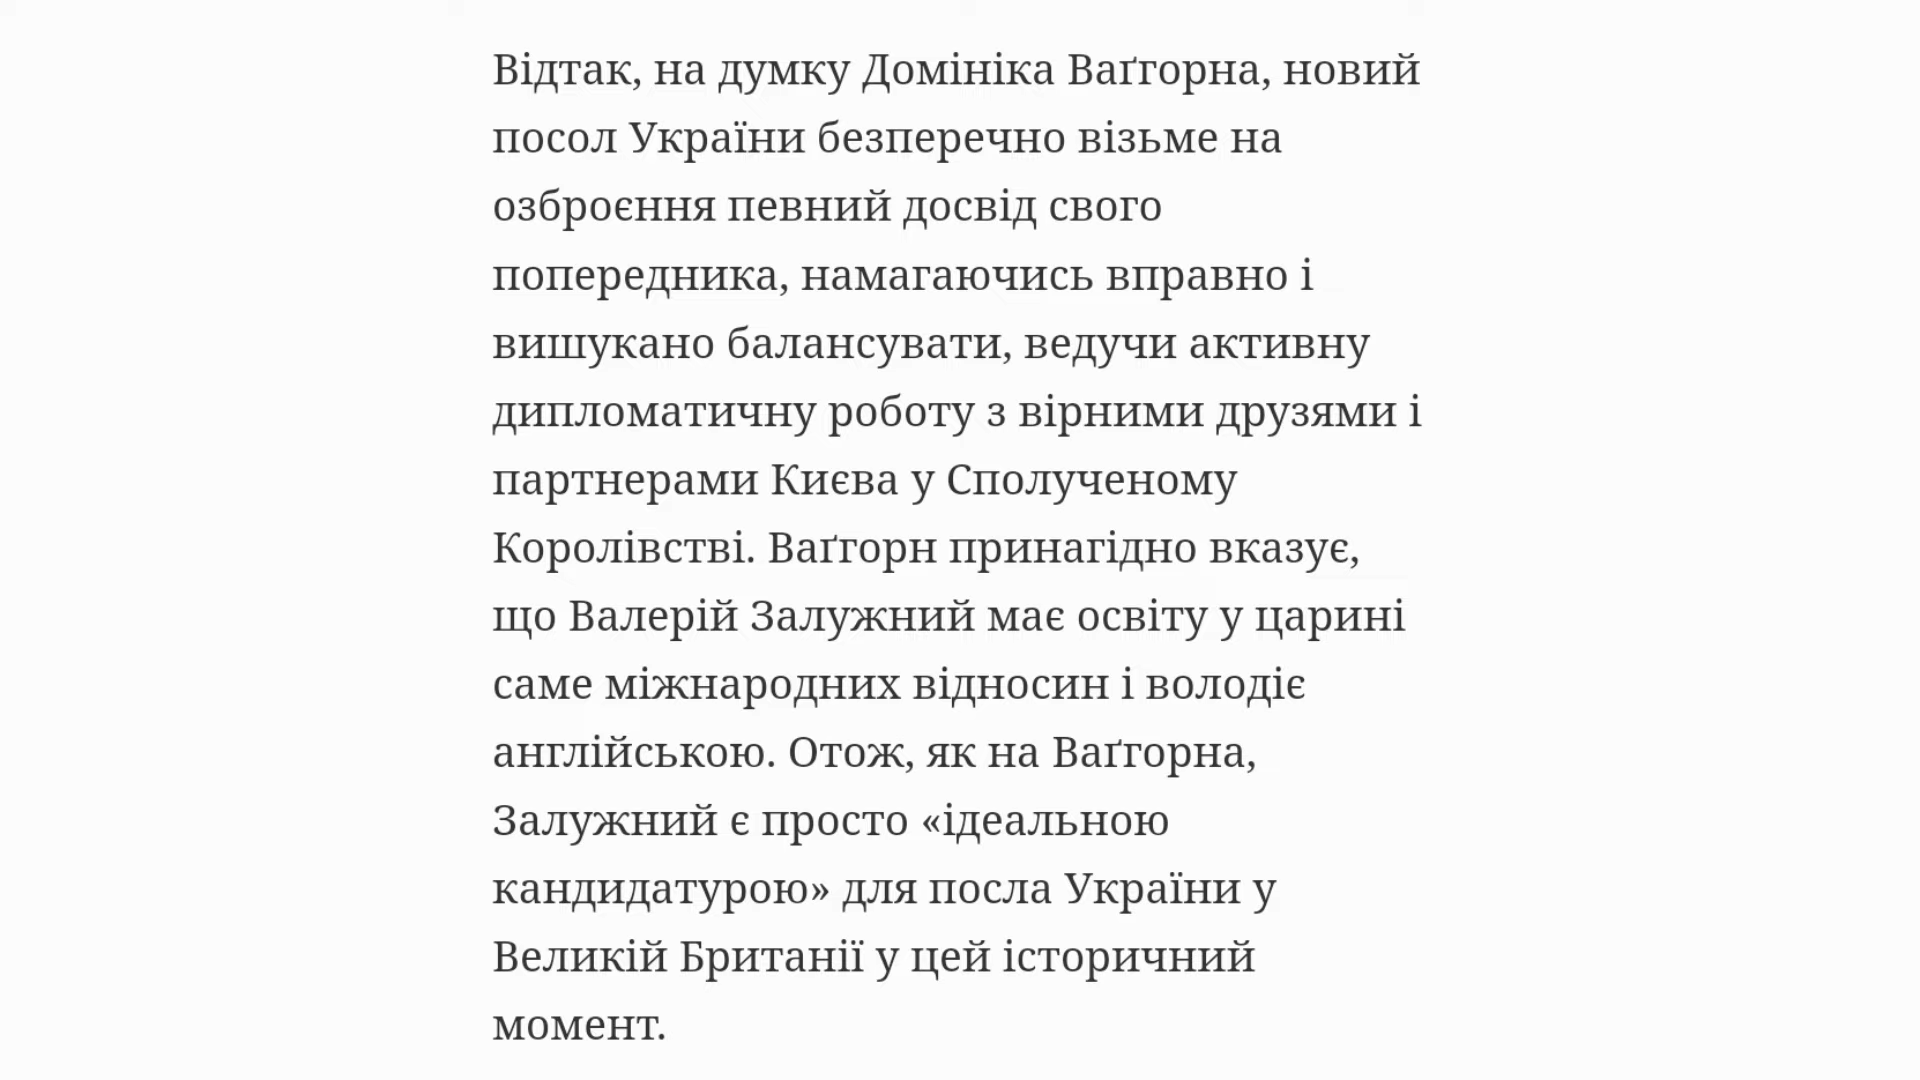 Відтак, на думку Домініка Ваґгорна, новий
посол України безперечно візьме на
озброєння певний досвід свого
попередника, намагаючись вправно і
вишукано балансувати, ведучи активну
дипломатичну роботу з вірними друзями і
партнерами Києва у Сполученому
Королівстві. Ваґгорн принагідно вказує,
що Валерій Залужний має освіту у царині
саме міжнародних відносин і володіє
англійською. Отож, як на Ваґгорна,
Залужний є просто «ідеальною
кандидатурою» для посла України у
Великій Британії у цей історичний
момент.